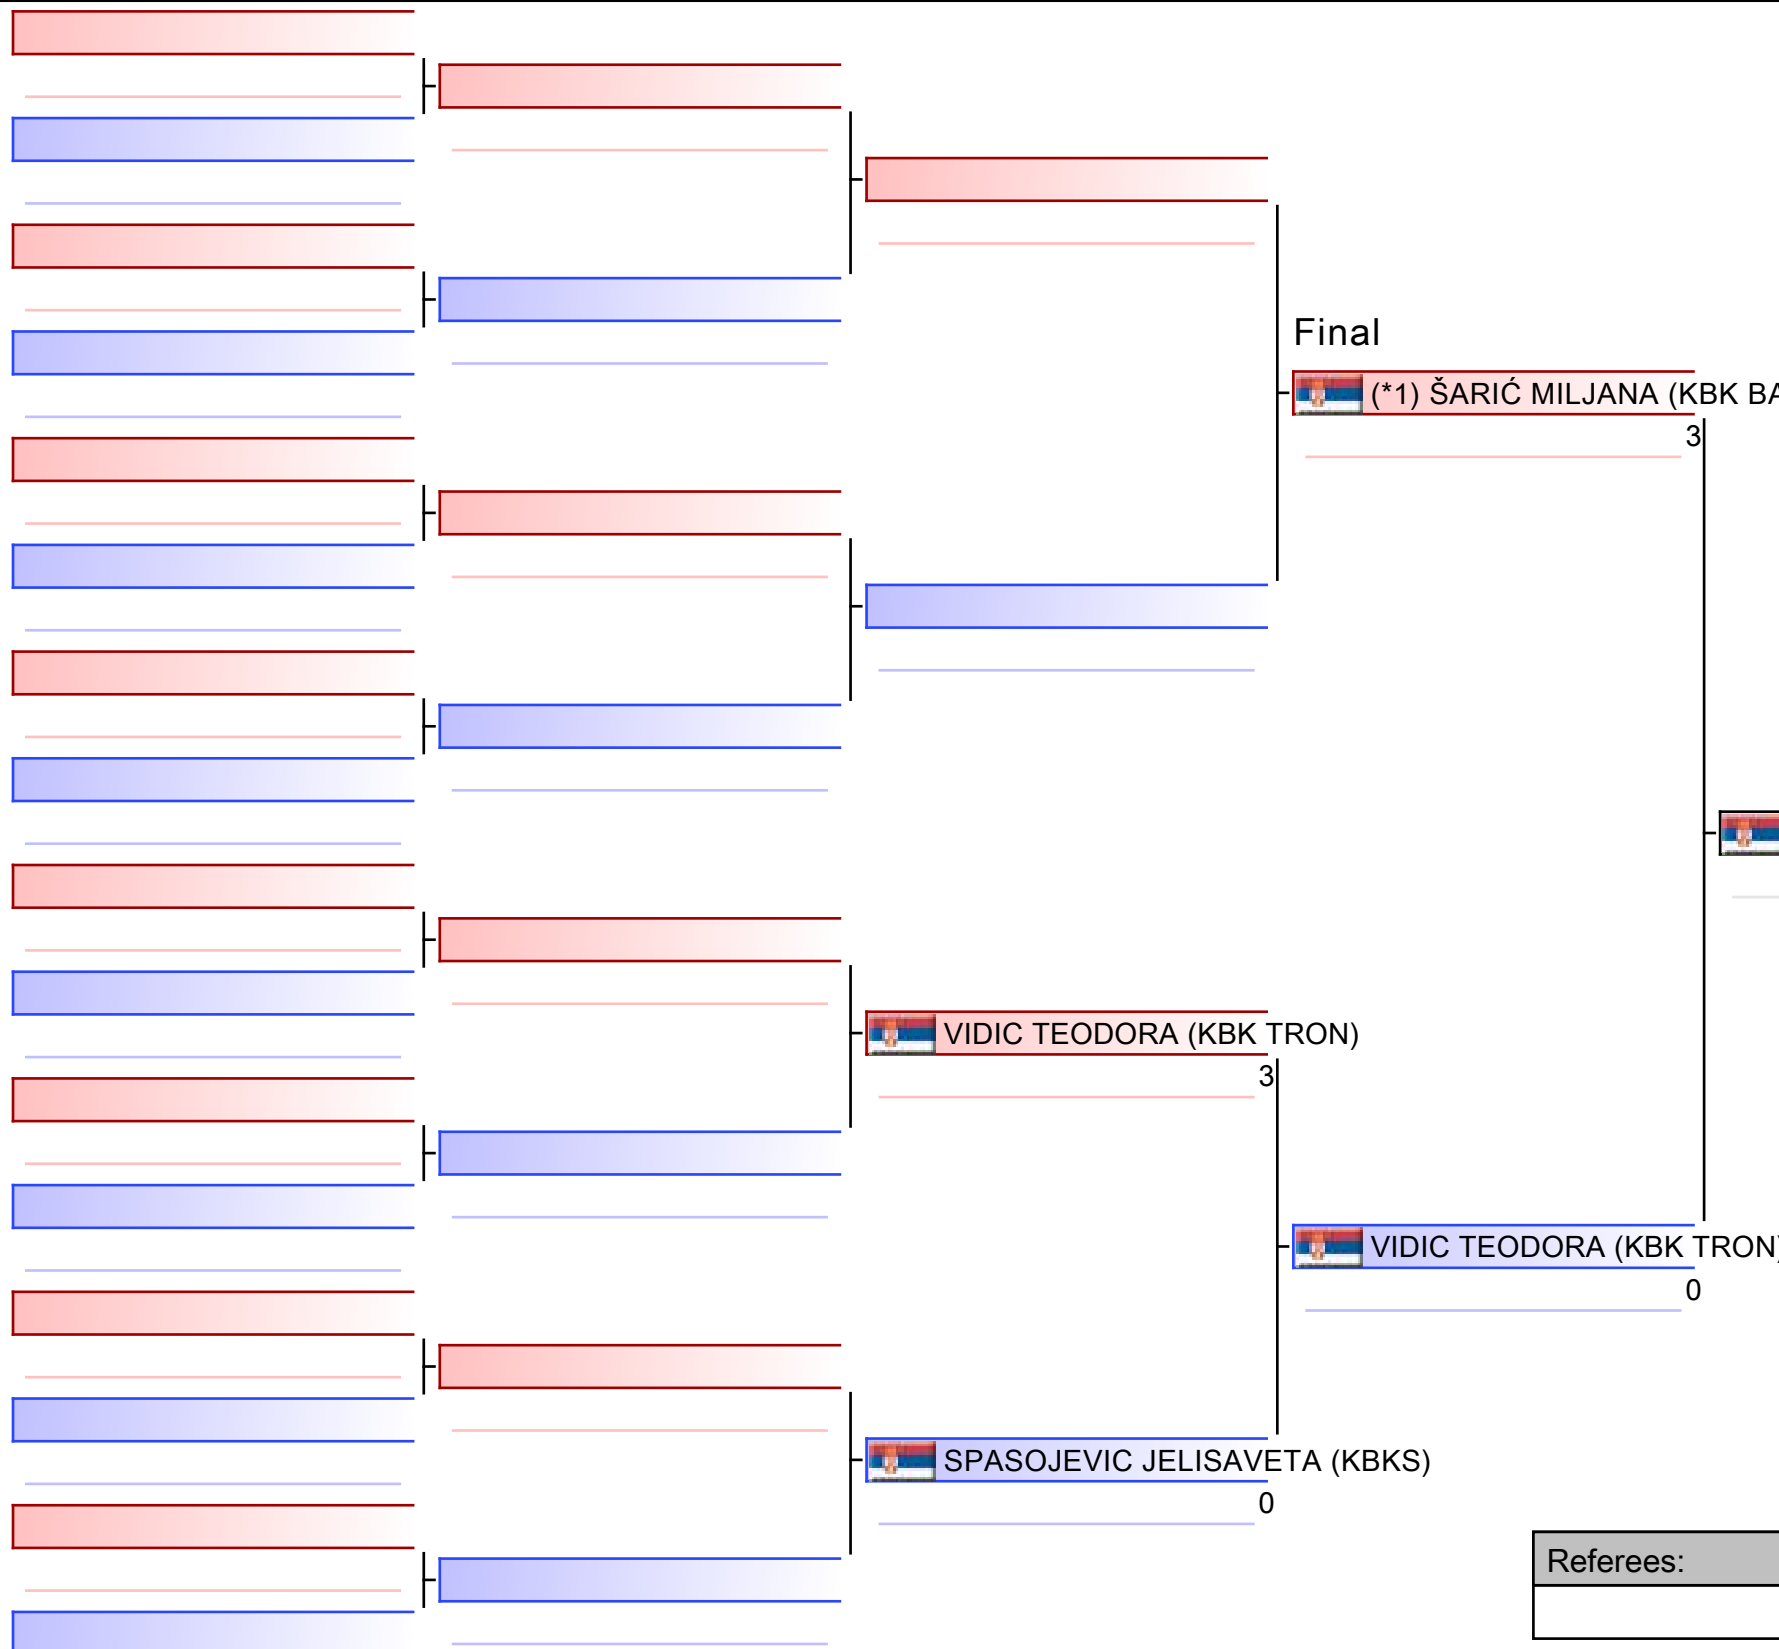 Final
(*1) ŠARIĆ MILJANA (KBK BA
3
VIDIC TEODORA (KBK TRON)
3
VIDIC TEODORA (KBK TRON)
0
SPASOJEVIC JELISAVETA (KBKS)
0
Referees: